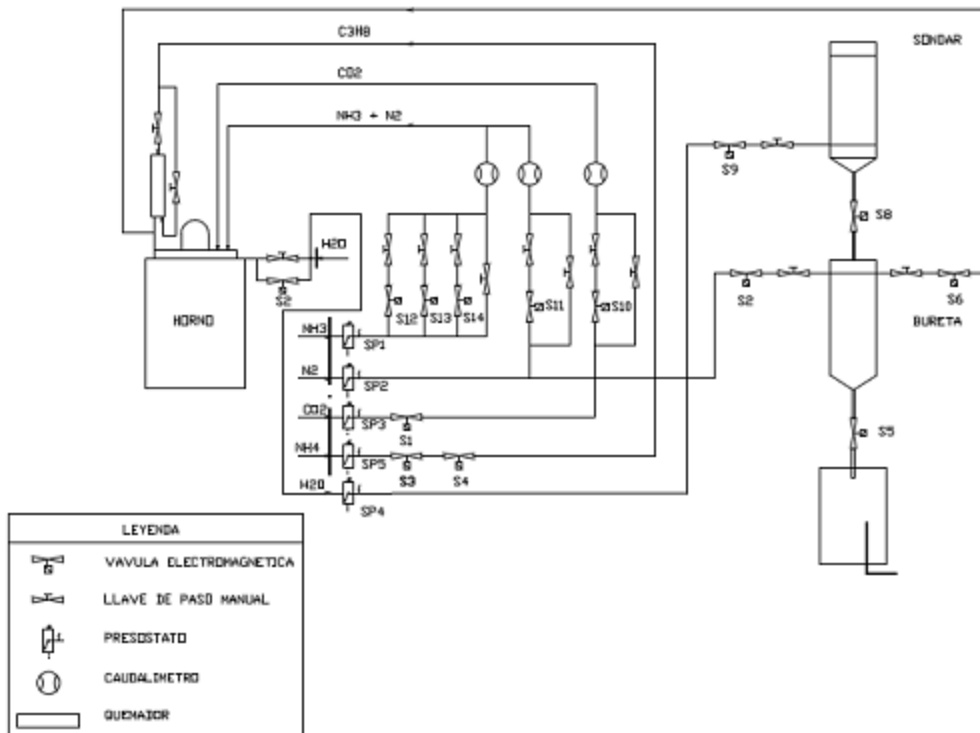 C3H8
SONDAR
CO2
NH3 + N2
S9
S8
H2O
S2
S11
S10
S2
S6
HORNO
S12
S13
S14
BURETA
NH3
SP1
N2
SP2
CO2
SP3
S1
S5
NH4
SP5
S3
S4
H2O
SP4
LEYENDA
VAVULA ELECTROMAGNETICA
LLAVE DE PASO MANUAL
PRESOSTATO
CAUDALIMETRO
QUEMADOR